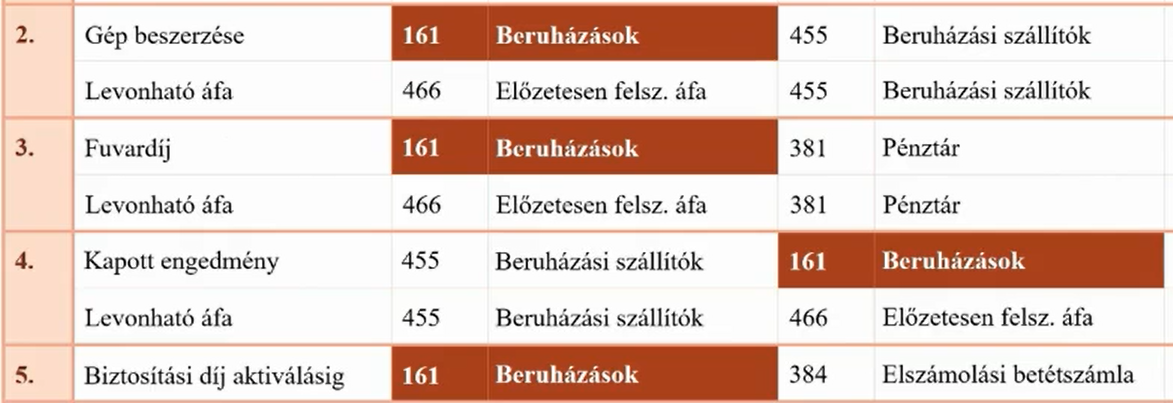 2. Gép beszerzése 161 Beruházások 455 Beruházási szállítók
Levonható áfa 466 Előzetesen felsz. áfa 455 Beruházási szállítók
3. Fuvardíj 161 Beruházások 381 Pénztár
Levonható áfa 466 Előzetesen felsz. áfa 381 Pénztár
4. Kapott engedmény 455 Beruházási szállítók 161 Beruházások
Levonható áfa 455 Beruházási szállítók 466 Előzetesen felsz. áfa
5. Biztosítási díj aktiválásig 161 Beruházások 384 Elszámolási betétszámla